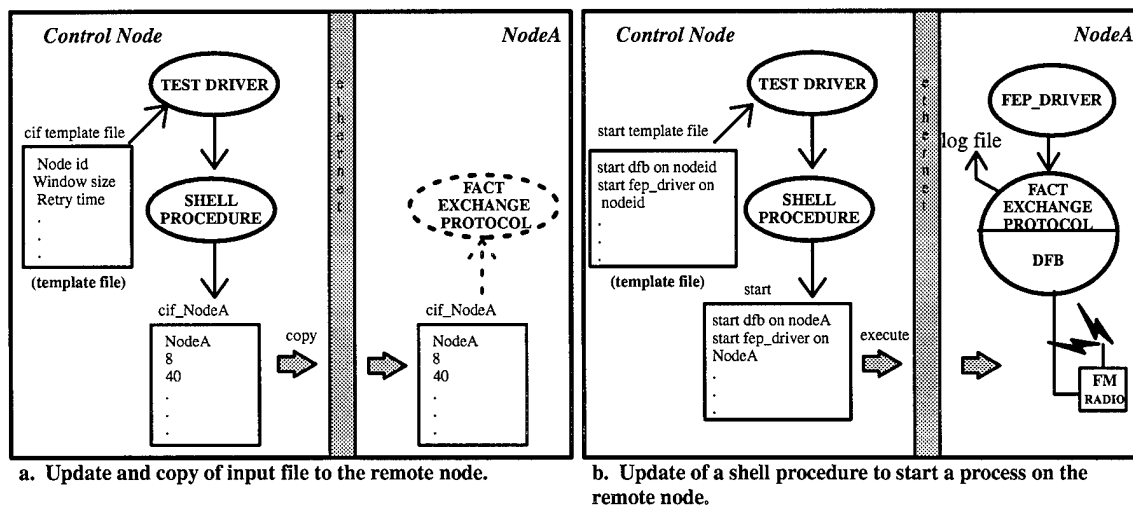 Control Node
TEST DRIVER
cif template file
Node id
Window size
Retry time
.
.
.
(template file)
SHELL
PROCEDURE
cif_NodeA
NodeA
8
40
.
.
.
copy
ethernet
NodeA
FACT
EXCHANGE
PROTOCOL
cif_NodeA
NodeA
8
40
.
.
.
a. Update and copy of input file to the remote node.
Control Node
TEST DRIVER
start template file
start dfb on nodeid
start fep_driver on
nodeid
.
.
.
(template file)
SHELL
PROCEDURE
start
start dfb on nodeA
start fep_driver on
NodeA
.
.
.
execute
ethernet
NodeA
FEP_DRIVER
log file
FACT
EXCHANGE
PROTOCOL
DFB
FM
RADIO
b. Update of a shell procedure to start a process on the
remote node.